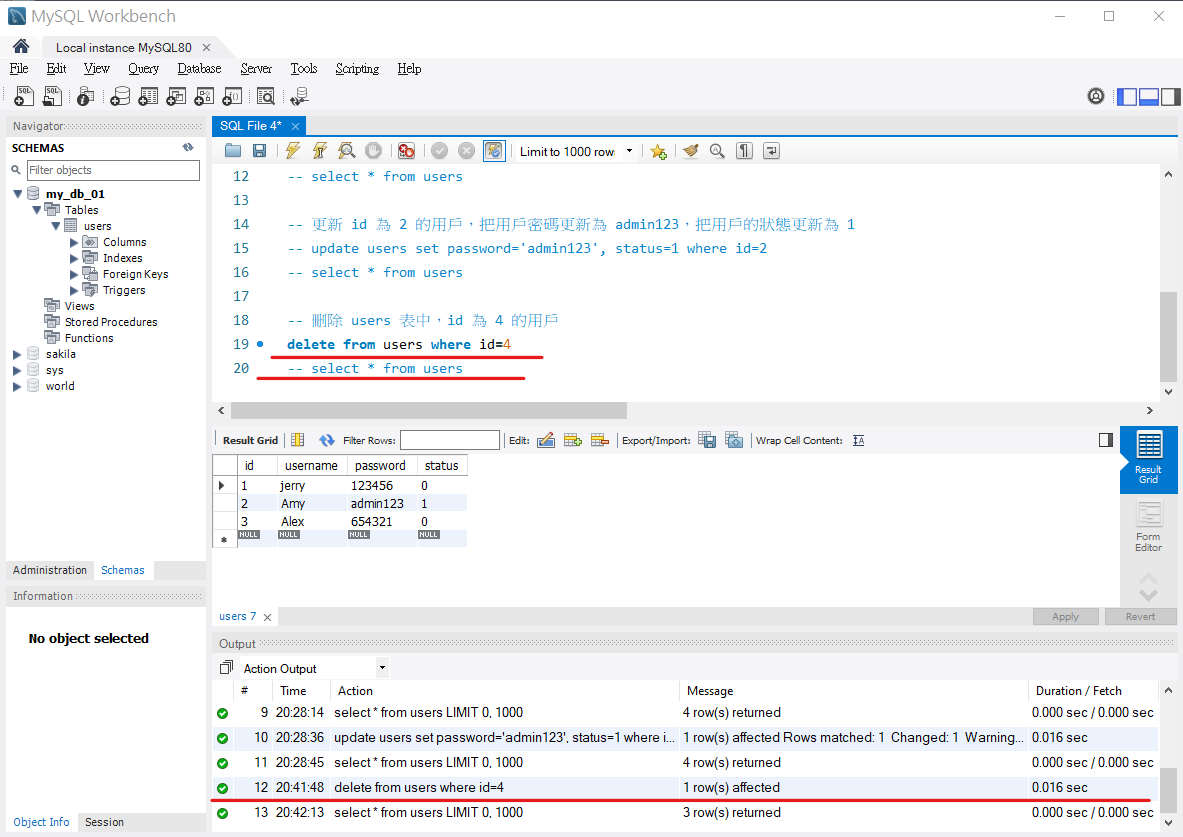 MySQL Workbench
Local instance MySQL80
File Edit View Query Database Server Tools Scripting Help
Navigator
SCHEMAS
Filter objects
my_db_01
Tables
users
Columns
Indexes
Foreign Keys
Triggers
Views
Stored Procedures
Functions
sakila
sys
world
Administration Schemas
Information
No object selected
Object Info Session
SQL File 4*
Limit to 1000 rows
12 -- select * from users
13
14 -- 更新 id 為 2 的用戶，把用戶密碼更新為 admin123，把用戶的狀態更新為 1
15 -- update users set password='admin123', status=1 where id=2
16 -- select * from users
17
18 -- 刪除 users 表中，id 為 4 的用戶
19 delete from users where id=4
20 -- select * from users
Result Grid Filter Rows: Edit: Export/Import: Wrap Cell Content:
id username password status
1 jerry 123456 0
2 Amy admin123 1
3 Alex 654321 0
NULL NULL NULL NULL
Result
Grid
Form
Editor
users 7
Apply Revert
Output
Action Output
# Time Action Message Duration / Fetch
9 20:28:14 select * from users LIMIT 0, 1000 4 row(s) returned 0.000 sec / 0.000 sec
10 20:28:36 update users set password='admin123', status=1 where i... 1 row(s) affected Rows matched: 1 Changed: 1 Warning... 0.016 sec
11 20:28:45 select * from users LIMIT 0, 1000 4 row(s) returned 0.000 sec / 0.000 sec
12 20:41:48 delete from users where id=4 1 row(s) affected 0.016 sec
13 20:42:13 select * from users LIMIT 0, 1000 3 row(s) returned 0.000 sec / 0.000 sec